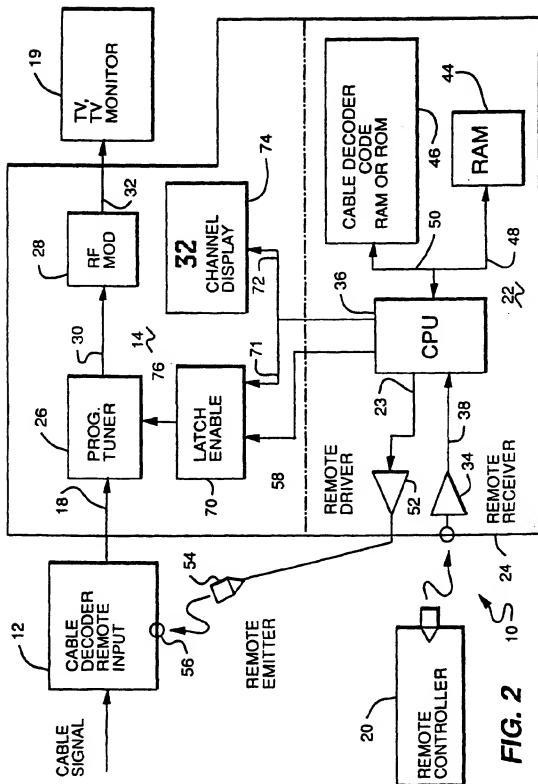 CABLE
SIGNAL
12
CABLE
DECODER
REMOTE
INPUT
18
26
PROG.
TUNER
30
28
RF
MOD
32
19
TV,
TV
MONITOR
14
76
56
54
REMOTE
EMITTER
LATCH
ENABLE
70
71
72
32
CHANNEL
DISPLAY
74
58
REMOTE
DRIVER
52
23
36
CPU
50
CABLE DECODER
CODE
RAM OR ROM
46
44
RAM
48
22
34
38
REMOTE
RECEIVER
24
10
20
REMOTE
CONTROLLER
FIG. 2